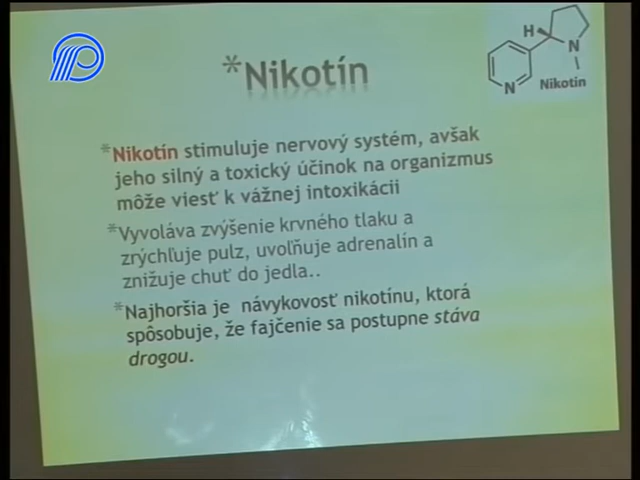 *Nikotín
H
N
N
Nikotin
*Nikotín stimuluje nervový systém, avšak
jeho silný a toxický účinok na organizmus
môže viesť k vážnej intoxikácii
*Vyvoláva zvýšenie krvného tlaku a
zrýchľuje pulz, uvoľňuje adrenalín a
znižuje chuť do jedla..
*Najhoršia je návykovosť nikotínu, ktorá
spôsobuje, že fajčenie sa postupne stáva
drogou.